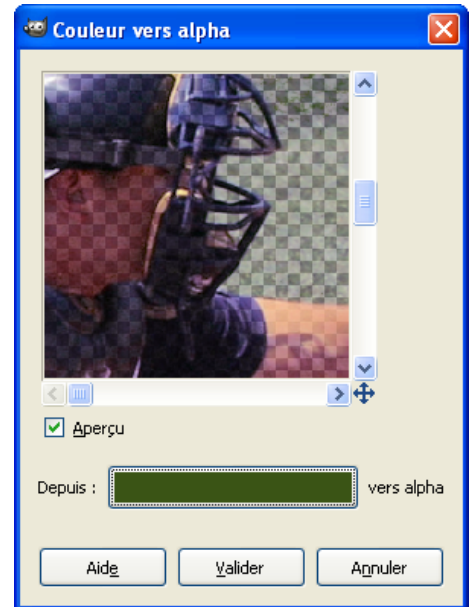 Couleur vers alpha
Aperçu
Depuis :
vers alpha
Aide
Valider
Annuler